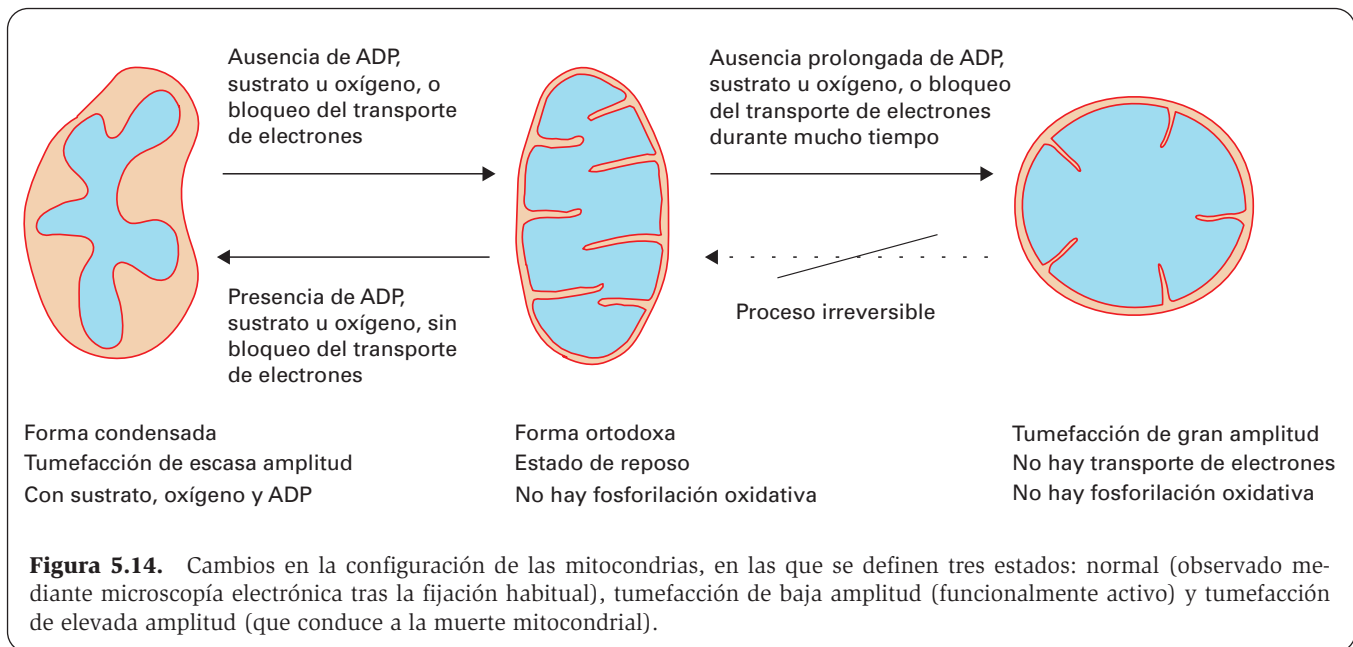 Ausencia de ADP,
sustrato u oxígeno, o
bloqueo del transporte
de electrones
Ausencia prolongada de ADP,
sustrato u oxígeno, o bloqueo
del transporte de electrones
durante mucho tiempo
Presencia de ADP,
sustrato u oxígeno, sin
bloqueo del transporte
de electrones
Proceso irreversible
Forma condensada
Tumefacción de escasa amplitud
Con sustrato, oxígeno y ADP
Forma ortodoxa
Estado de reposo
No hay fosforilación oxidativa
Tumefacción de gran amplitud
No hay transporte de electrones
No hay fosforilación oxidativa
Figura 5.14. Cambios en la configuración de las mitocondrias, en las que se definen tres estados: normal (observado me-
diante microscopía electrónica tras la fijación habitual), tumefacción de baja amplitud (funcionalmente activo) y tumefacción
de elevada amplitud (que conduce a la muerte mitocondrial).